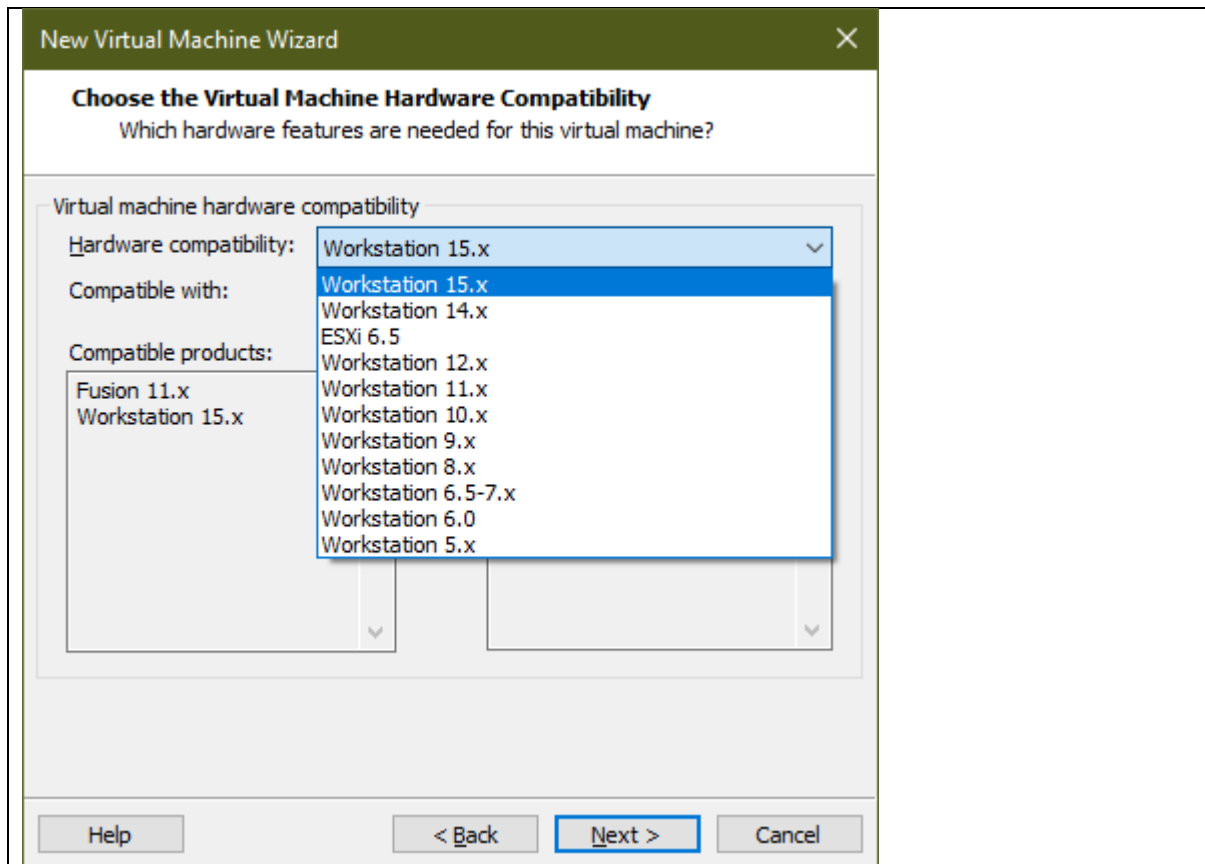 New Virtual Machine Wizard
Choose the Virtual Machine Hardware Compatibility
Which hardware features are needed for this virtual machine?
Virtual machine hardware compatibility
Hardware compatibility: Workstation 15.x
Compatible with:
Workstation 15.x
Workstation 14.x
ESXi 6.5
Workstation 12.x
Workstation 11.x
Workstation 10.x
Workstation 9.x
Workstation 8.x
Workstation 6.5-7.x
Workstation 6.0
Workstation 5.x
Compatible products:
Fusion 11.x
Workstation 15.x
Help < Back Next > Cancel